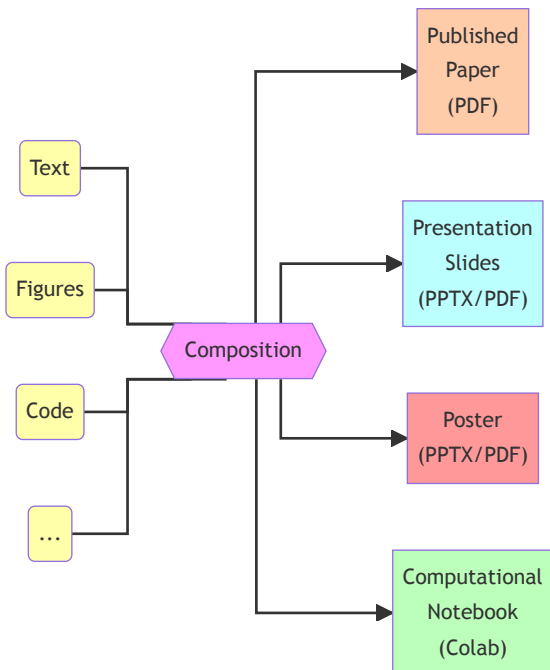 Text
Figures
Code
...
Composition
Published
Paper
(PDF)
Presentation
Slides
(PPTX/PDF)
Poster
(PPTX/PDF)
Computational
Notebook
(Colab)